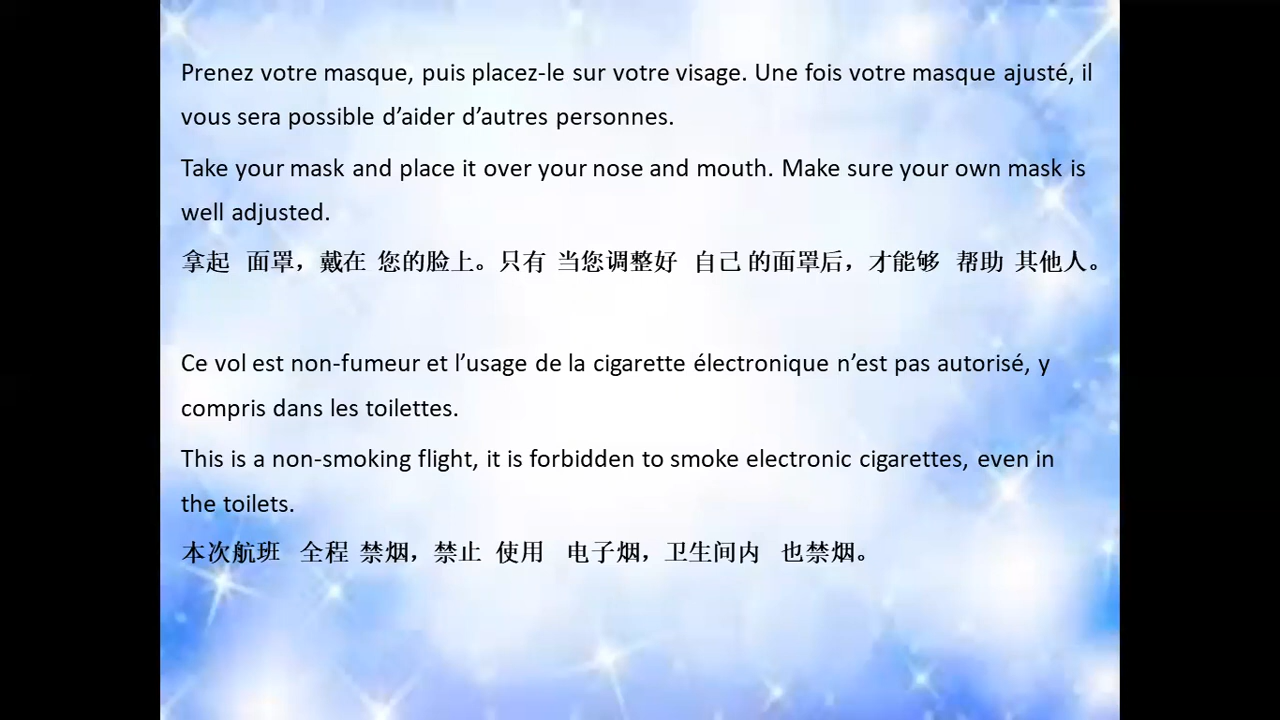 Prenez votre masque, puis placez-le sur votre visage. Une fois votre masque ajusté, il
vous sera possible d’aider d’autres personnes.
Take your mask and place it over your nose and mouth. Make sure your own mask is
well adjusted.
拿起 面罩，戴在 您的脸上。只有 当您调整好 自己 的面罩后，才能够 帮助 其他人。
Ce vol est non-fumeur et l’usage de la cigarette électronique n’est pas autorisé, y
compris dans les toilettes.
This is a non-smoking flight, it is forbidden to smoke electronic cigarettes, even in
the toilets.
本次航班 全程 禁烟，禁止 使用 电子烟，卫生间内 也禁烟。